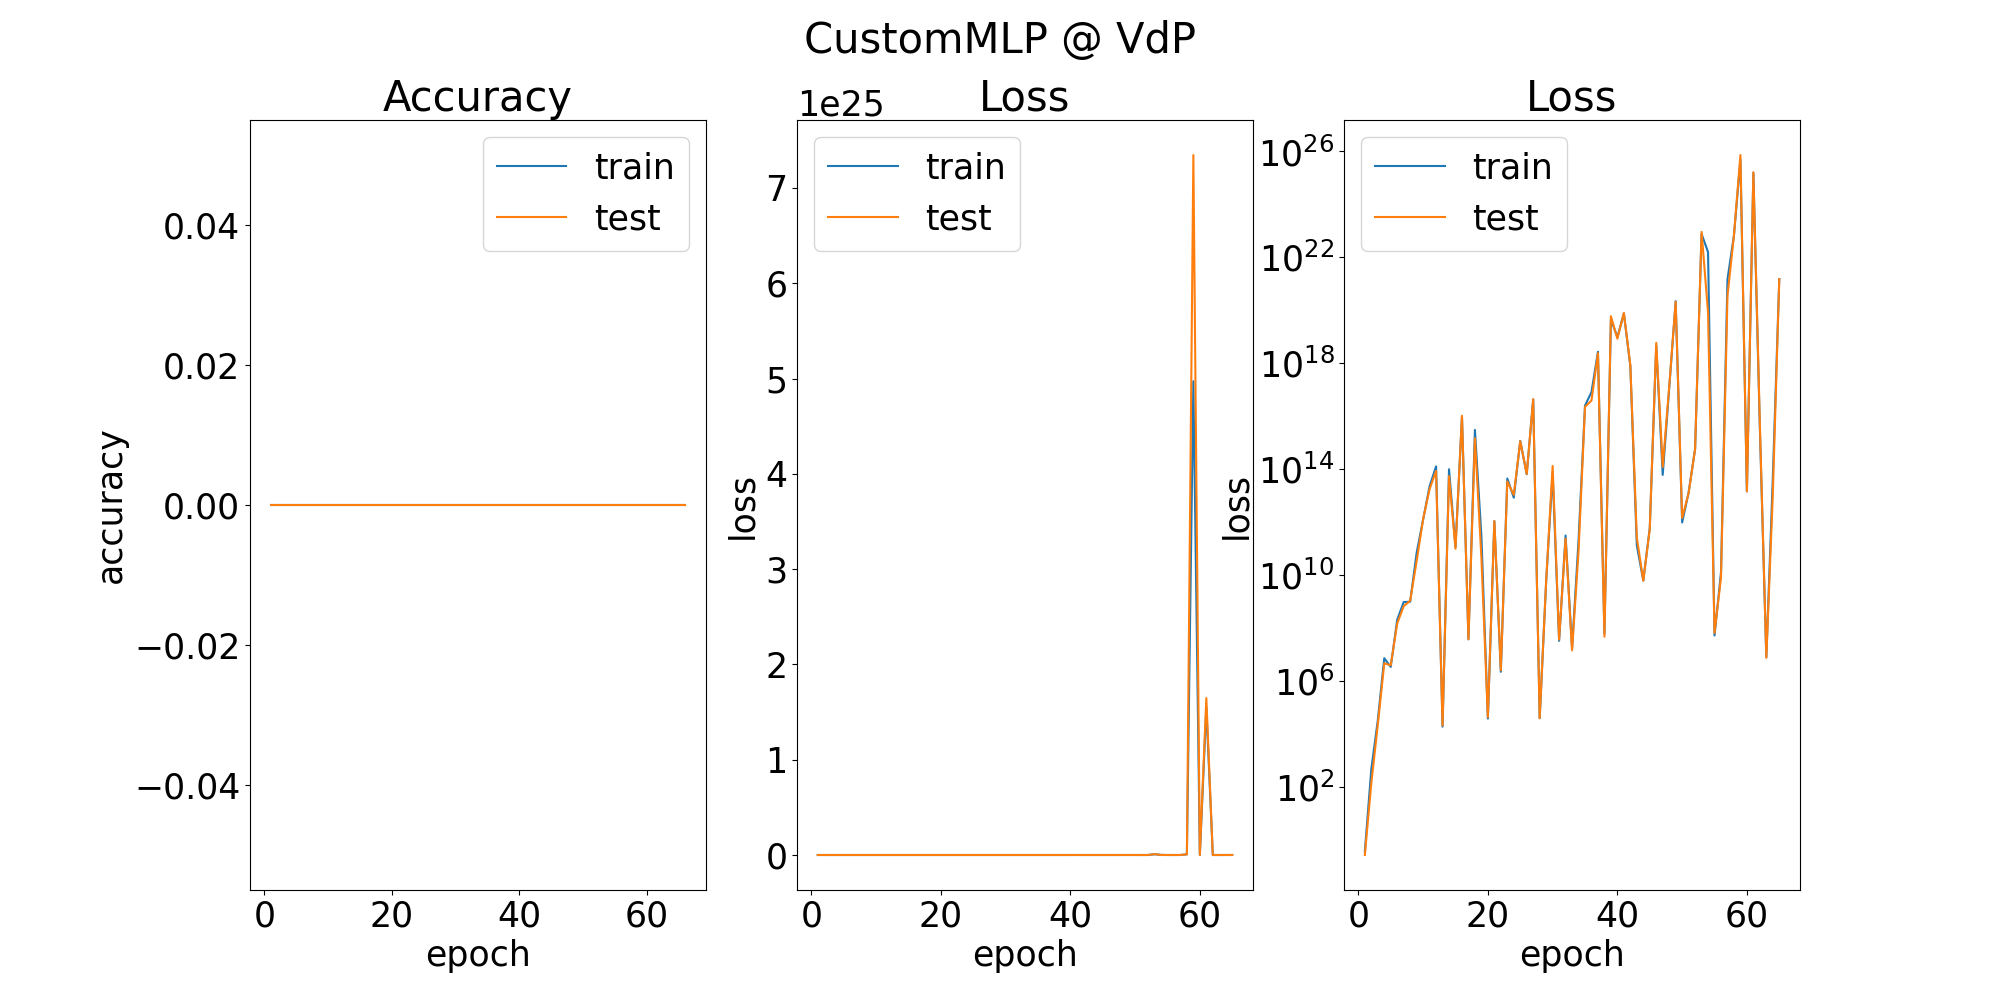 CustomMLP @ VdP
Accuracy
train
test
0.04
0.02
0.00
−0.02
−0.04
accuracy
0
20
40
60
epoch
Loss
1e25
train
test
7
6
5
4
3
2
1
0
loss
0
20
40
60
epoch
Loss
train
test
10^26
10^22
10^18
10^14
10^10
10^6
10^2
loss
0
20
40
60
epoch